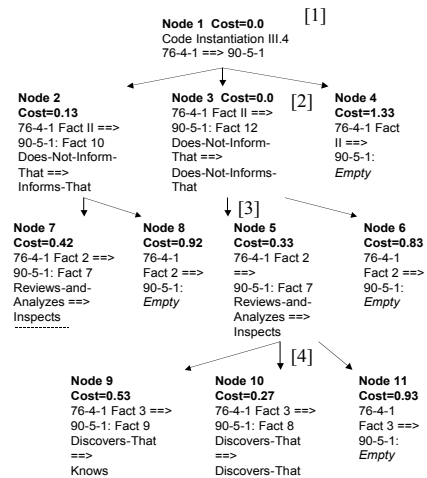 Node 1 Cost=0.0 [1]
Code Instantiation III.4
76-4-1 ==> 90-5-1
Node 2
Cost=0.13
76-4-1 Fact II ==>
90-5-1: Fact 10
Does-Not-Inform-
That ==>
Informs-That
Node 3 Cost=0.0 [2]
76-4-1 Fact II ==>
90-5-1: Fact 12
Does-Not-Inform-
That ==>
Does-Not-Informs-
That
Node 4
Cost=1.33
76-4-1 Fact
II ==>
90-5-1:
Empty
[3]
Node 7
Cost=0.42
76-4-1 Fact 2 ==>
90-5-1: Fact 7
Reviews-and-
Analyzes ==>
Inspects
Node 8
Cost=0.92
76-4-1
Fact 2 ==>
90-5-1:
Empty
Node 5
Cost=0.33
76-4-1 Fact 2
==>
90-5-1: Fact 7
Reviews-and-
Analyzes ==>
Inspects
Node 6
Cost=0.83
76-4-1
Fact 2 ==>
90-5-1:
Empty
[4]
Node 9
Cost=0.53
76-4-1 Fact 3 ==>
90-5-1: Fact 9
Discovers-That
==>
Knows
Node 10
Cost=0.27
76-4-1 Fact 3 ==>
90-5-1: Fact 8
Discovers-That
==>
Discovers-That
Node 11
Cost=0.93
76-4-1
Fact 3 ==>
90-5-1:
Empty